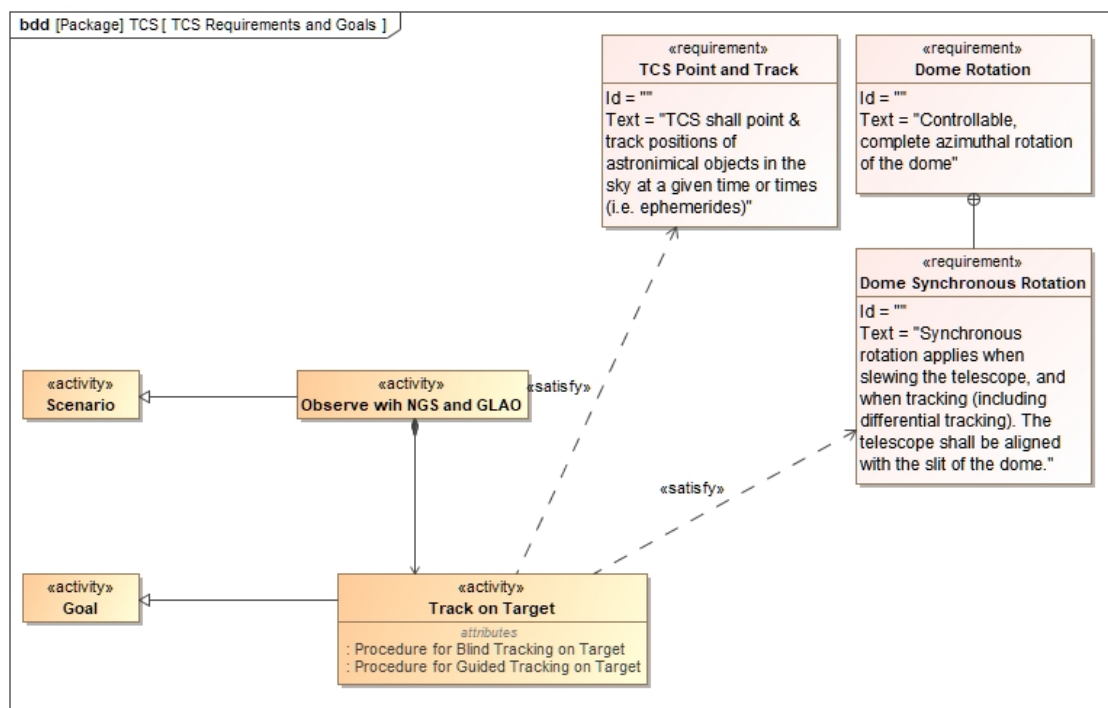 bdd [Package] TCS [ TCS Requirements and Goals ]
«requirement»
TCS Point and Track
Id = ""
Text = "TCS shall point &
track positions of
astronimical objects in the
sky at a given time or times
(i.e. ephemerides)"
«requirement»
Dome Rotation
Id = ""
Text = "Controllable,
complete azimuthal rotation
of the dome"
«requirement»
Dome Synchronous Rotation
Id = ""
Text = "Synchronous
rotation applies when
slewing the telescope, and
when tracking (including
differential tracking). The
telescope shall be aligned
with the slit of the dome."
«activity»
Scenario
«activity»
Observe wih NGS and GLAO
«satisfy»
«satisfy»
«activity»
Goal
«activity»
Track on Target
attributes
: Procedure for Blind Tracking on Target
: Procedure for Guided Tracking on Target